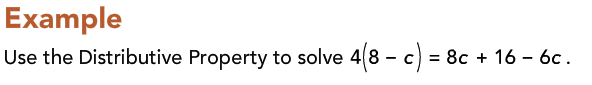 Example
Use the Distributive Property to solve 4(8 – c) = 8c + 16 – 6c .